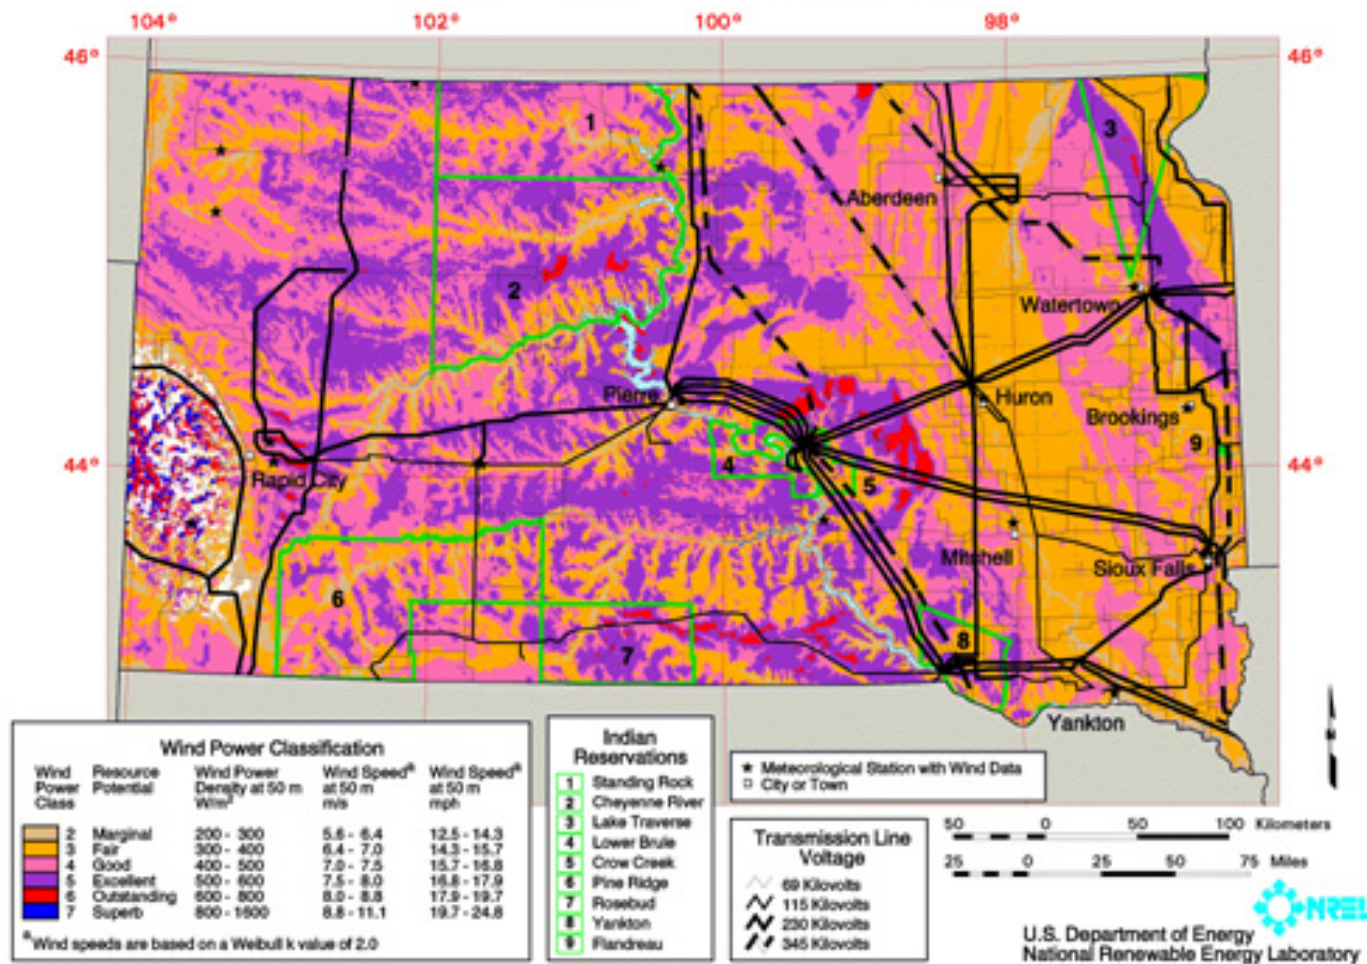 104° 102° 100° 98°
46° 46°
1
3
Aberdeen
2
Watertown
Pierre
Huron
Brookings
9
44° 44°
Rapid City
4
5
Mitchell
Sioux Falls
6
7
8
Yankton
Wind Power Classification
Wind Power Class
Resource Potential
Wind Power Density at 50 m W/m²
Wind Speedª at 50 m m/s
Wind Speedª at 50 m mph
2 Marginal 200 - 300 5.6 - 6.4 12.5 - 14.3
3 Fair 300 - 400 6.4 - 7.0 14.3 - 15.7
4 Good 400 - 500 7.0 - 7.5 15.7 - 16.8
5 Excellent 500 - 600 7.5 - 8.0 16.8 - 17.9
6 Outstanding 600 - 800 8.0 - 8.8 17.9 - 19.7
7 Superb 800 - 1600 8.8 - 11.1 19.7 - 24.8
ªWind speeds are based on a Weibull k value of 2.0
Indian
Reservations
1 Standing Rock
2 Cheyenne River
3 Lake Traverse
4 Lower Brule
5 Crow Creek
6 Pine Ridge
7 Rosebud
8 Yankton
9 Flandreau
Meteorological Station with Wind Data
City or Town
Transmission Line
Voltage
69 Kilovolts
115 Kilovolts
230 Kilovolts
345 Kilovolts
50 0 50 100 Kilometers
25 0 25 50 75 Miles
NREL
U.S. Department of Energy
National Renewable Energy Laboratory